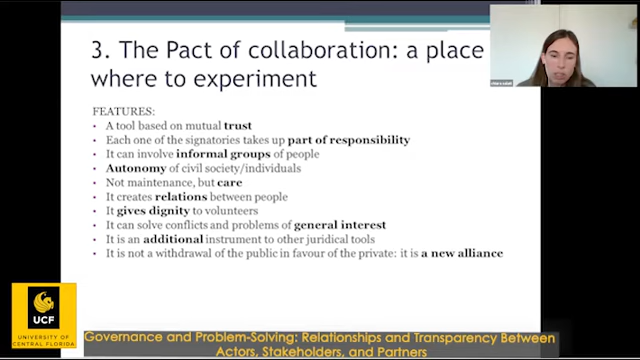 3. The Pact of collaboration: a place
where to experiment
FEATURES:
• A tool based on mutual trust
• Each one of the signatories takes up part of responsibility
• It can involve informal groups of people
• Autonomy of civil society/individuals
• Not maintenance, but care
• It creates relations between people
• It gives dignity to volunteers
• It can solve conflicts and problems of general interest
• It is an additional instrument to other juridical tools
• It is not a withdrawal of the public in favour of the private: it is a new alliance
UCF
UNIVERSITY OF
CENTRAL FLORIDA
Governance and Problem-Solving: Relationships and Transparency Between
Actors, Stakeholders, and Partners